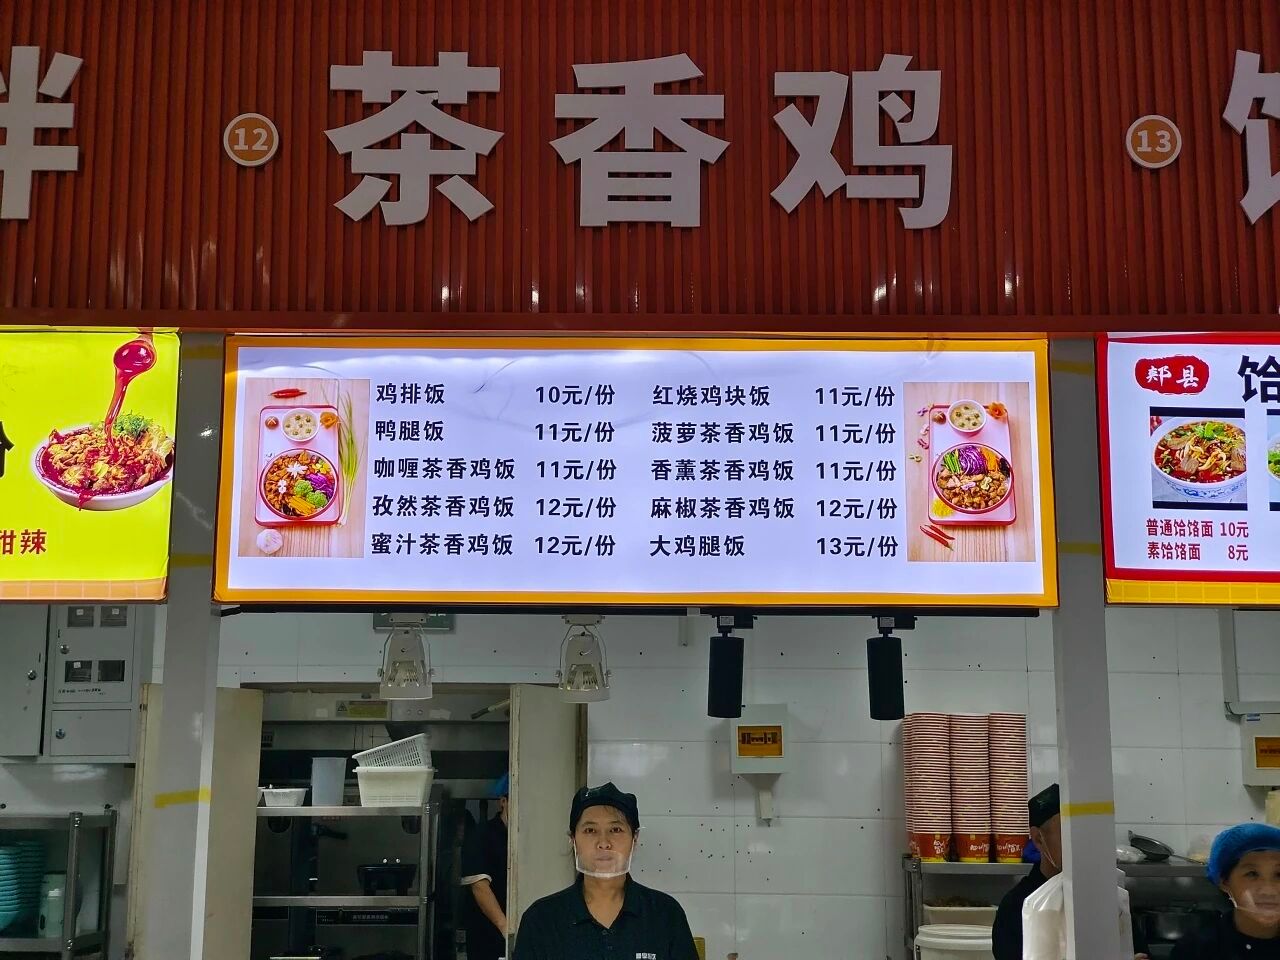 拌
12 茶香鸡
13
鸡排饭 10元/份
鸭腿饭 11元/份
咖喱茶香鸡饭 11元/份
孜然茶香鸡饭 12元/份
蜜汁茶香鸡饭 12元/份
红烧鸡块饭 11元/份
菠萝茶香鸡饭 11元/份
香薰茶香鸡饭 11元/份
麻椒茶香鸡饭 12元/份
大鸡腿饭 13元/份
甜辣
郏县 饸
普通饸饹面 10元
素饸饹面 8元